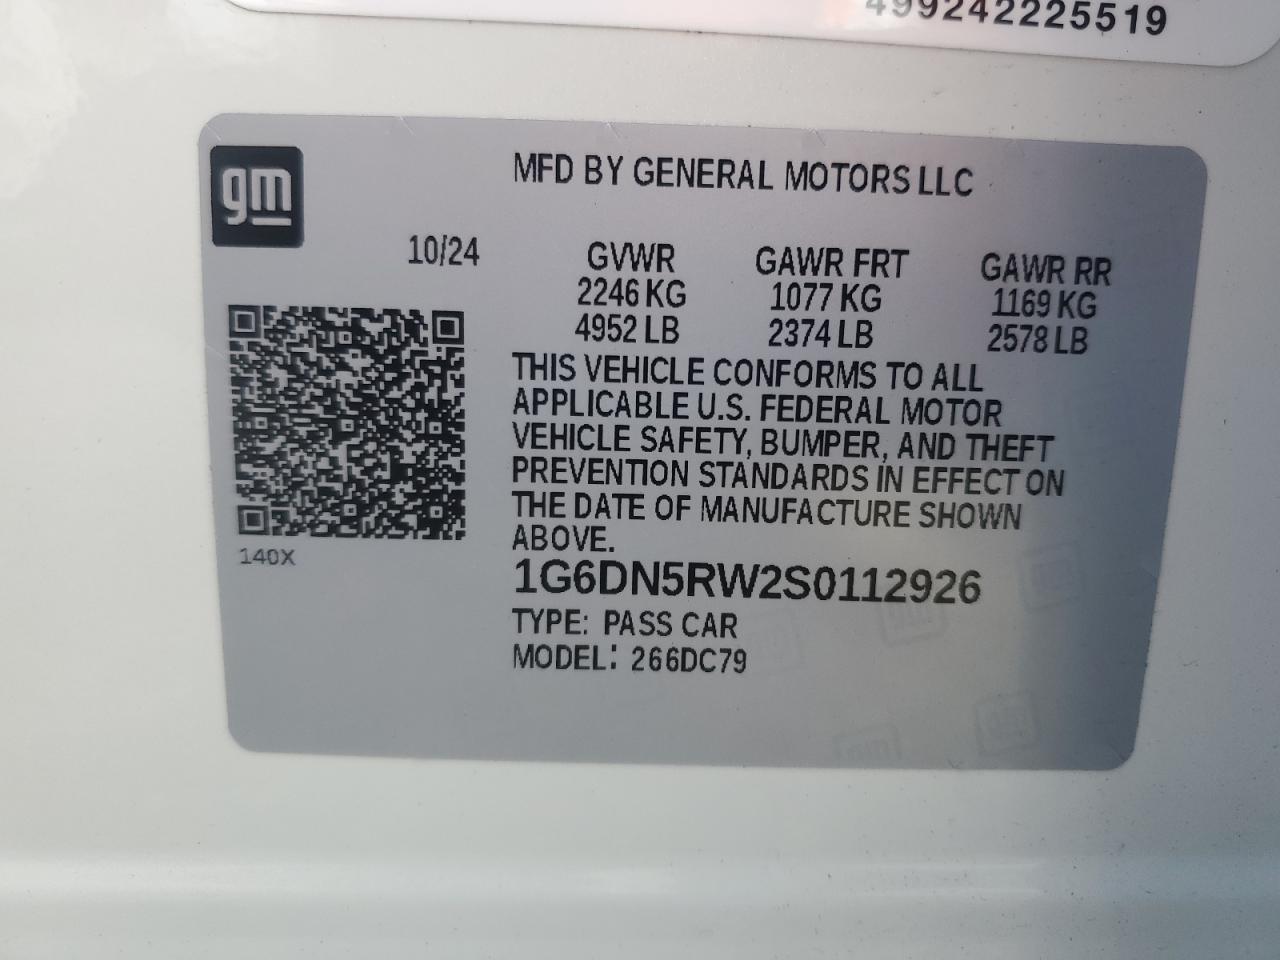 499242225519
gm
MFD BY GENERAL MOTORS LLC
10/24
GVWR GAWR FRT GAWR RR
2246 KG 1077 KG 1169 KG
4952 LB 2374 LB 2578 LB
THIS VEHICLE CONFORMS TO ALL
APPLICABLE U.S. FEDERAL MOTOR
VEHICLE SAFETY, BUMPER, AND THEFT
PREVENTION STANDARDS IN EFFECT ON
THE DATE OF MANUFACTURE SHOWN
ABOVE.
140X
1G6DN5RW2S0112926
TYPE: PASS CAR
MODEL: 266DC79